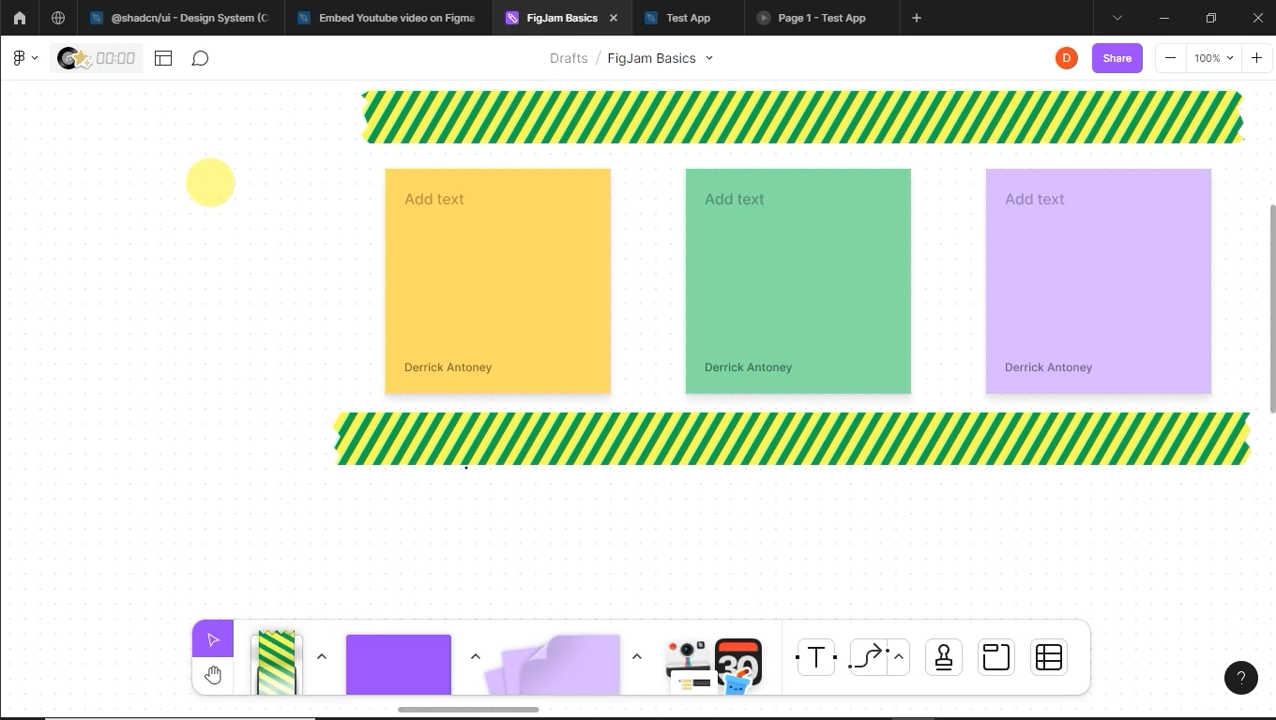 @shadcn/ui - Design System (C
Embed Youtube video on Figma
FigJam Basics
Test App
Page 1 - Test App
00:00
Drafts / FigJam Basics
D
Share
100%
Add text
Add text
Add text
Derrick Antoney
Derrick Antoney
Derrick Antoney
30
T
?